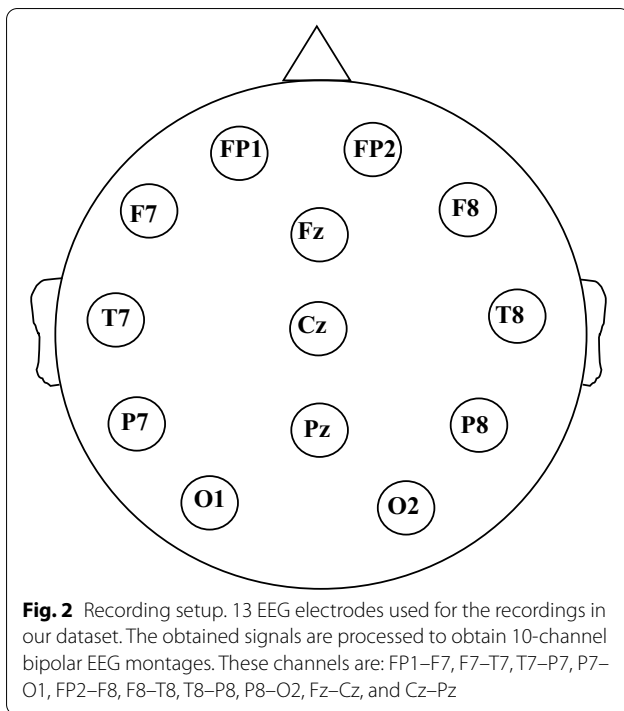 FP1 FP2
F7 F8
Fz
T7 Cz T8
P7 Pz P8
O1 O2
Fig. 2 Recording setup. 13 EEG electrodes used for the recordings in
our dataset. The obtained signals are processed to obtain 10-channel
bipolar EEG montages. These channels are: FP1–F7, F7–T7, T7–P7, P7–
O1, FP2–F8, F8–T8, T8–P8, P8–O2, Fz–Cz, and Cz–Pz